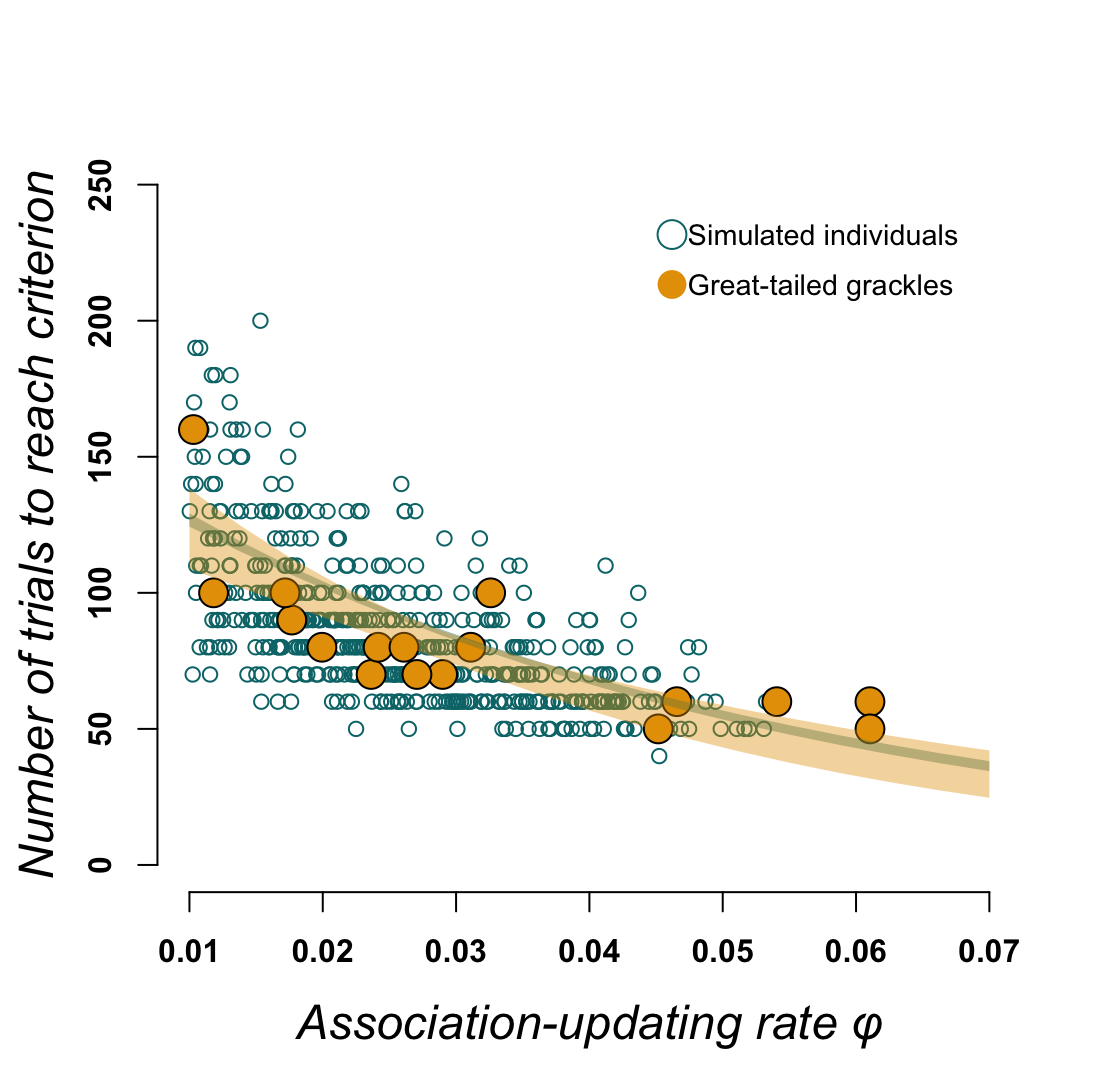 Number of trials to reach criterion
250
200
150
100
50
0
Simulated individuals
Great-tailed grackles
0.01 0.02 0.03 0.04 0.05 0.06 0.07
Association-updating rate φ